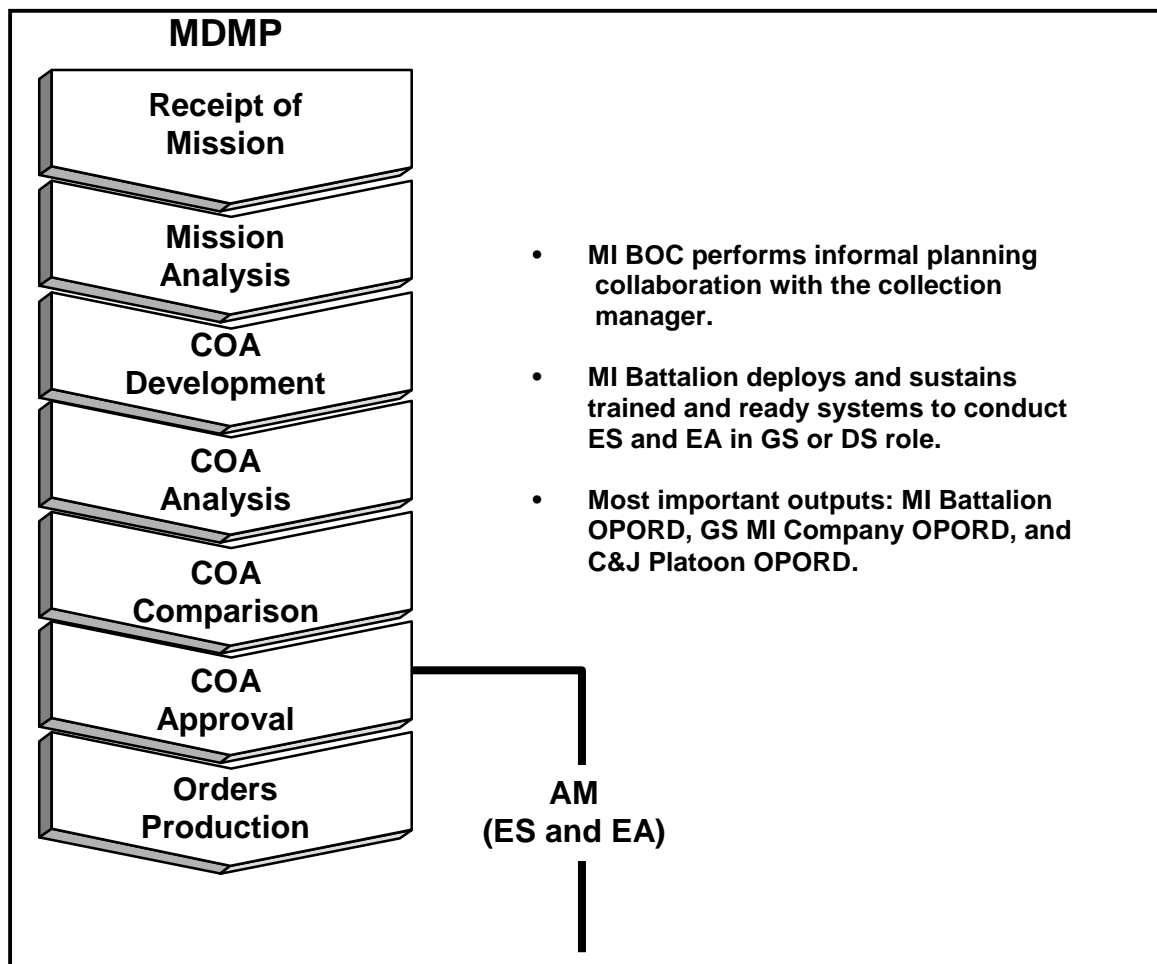 MDMP
Receipt of
Mission
Mission
Analysis
COA
Development
COA
Analysis
COA
Comparison
COA
Approval
Orders
Production
• MI BOC performs informal planning
collaboration with the collection
manager.
• MI Battalion deploys and sustains
trained and ready systems to conduct
ES and EA in GS or DS role.
• Most important outputs: MI Battalion
OPORD, GS MI Company OPORD, and
C&J Platoon OPORD.
AM
(ES and EA)